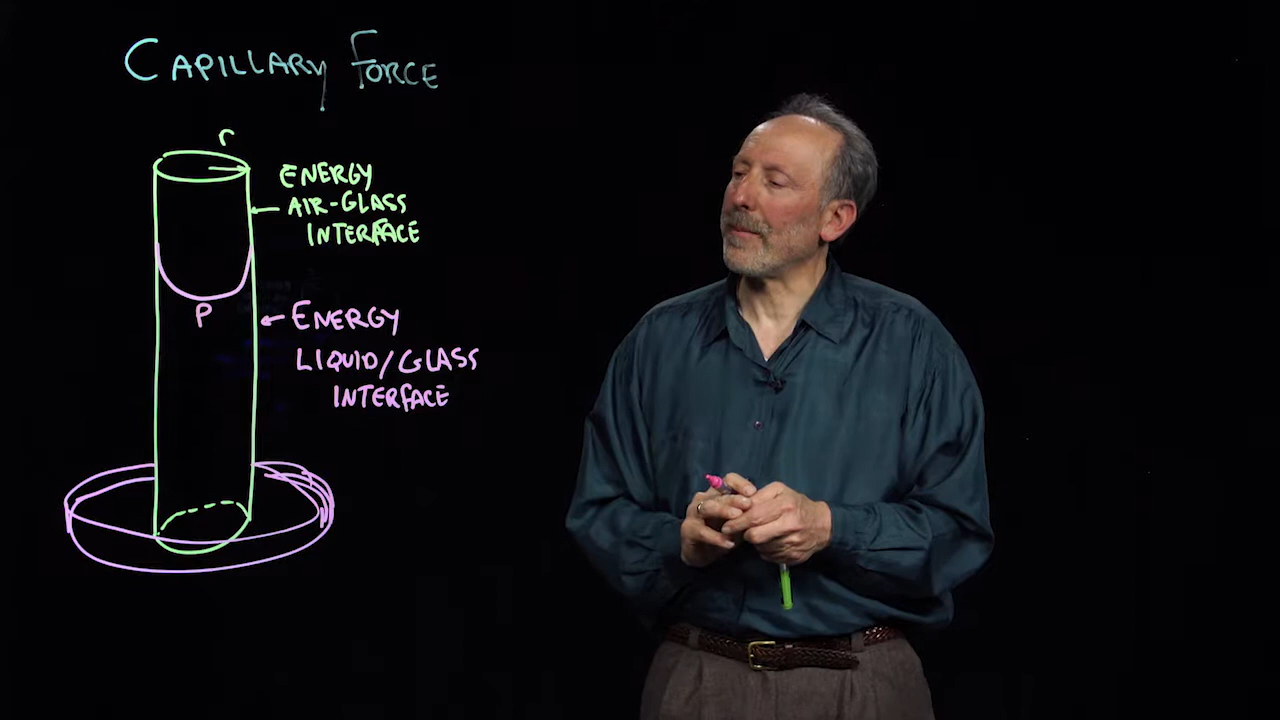 CAPILLARY FORCE
r
ENERGY
AIR-GLASS
INTERFACE
P
ENERGY
LIQUID/GLASS
INTERFACE